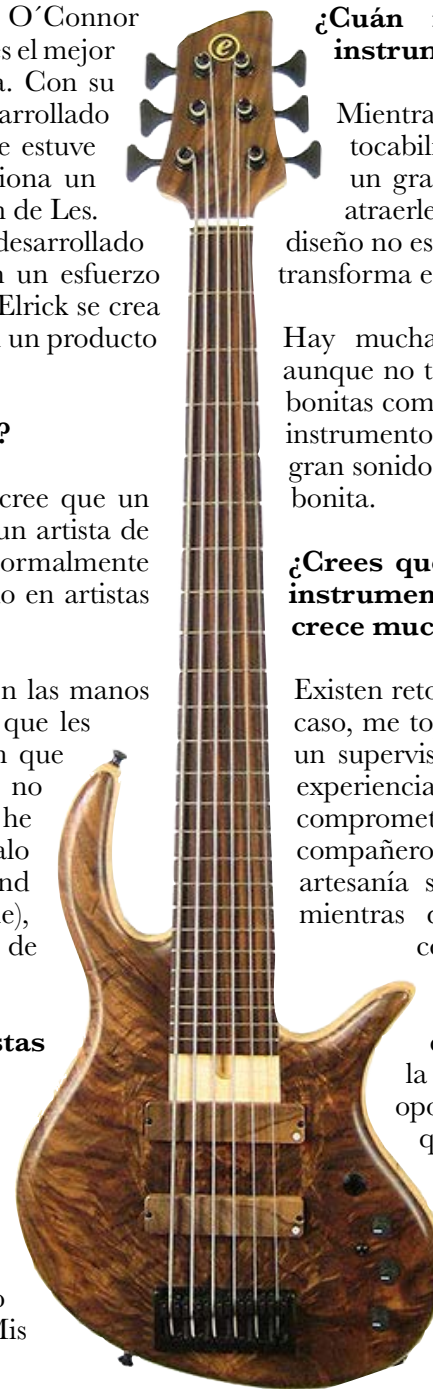 O´Connor
es el mejor
a. Con su
arrollado
e estuve
iona un
n de Les.
desarrollado
n un esfuerzo
Elrick se crea
un producto
?
cree que un
un artista de
ormalmente
o en artistas
n las manos
que les
n que
no
he
alo
nd
e),
de
stas
o
Mis
e
¿Cuán
instrum
Mientra
tocabili
un gra
atraerle
diseño no es
transforma e
Hay mucha
aunque no t
bonitas com
instrumento
gran sonido
bonita.
¿Crees que
instrumen
crece muc
Existen reto
caso, me to
un supervis
experiencia
compromet
compañero
artesanía s
mientras c
co
e
la
opo
q